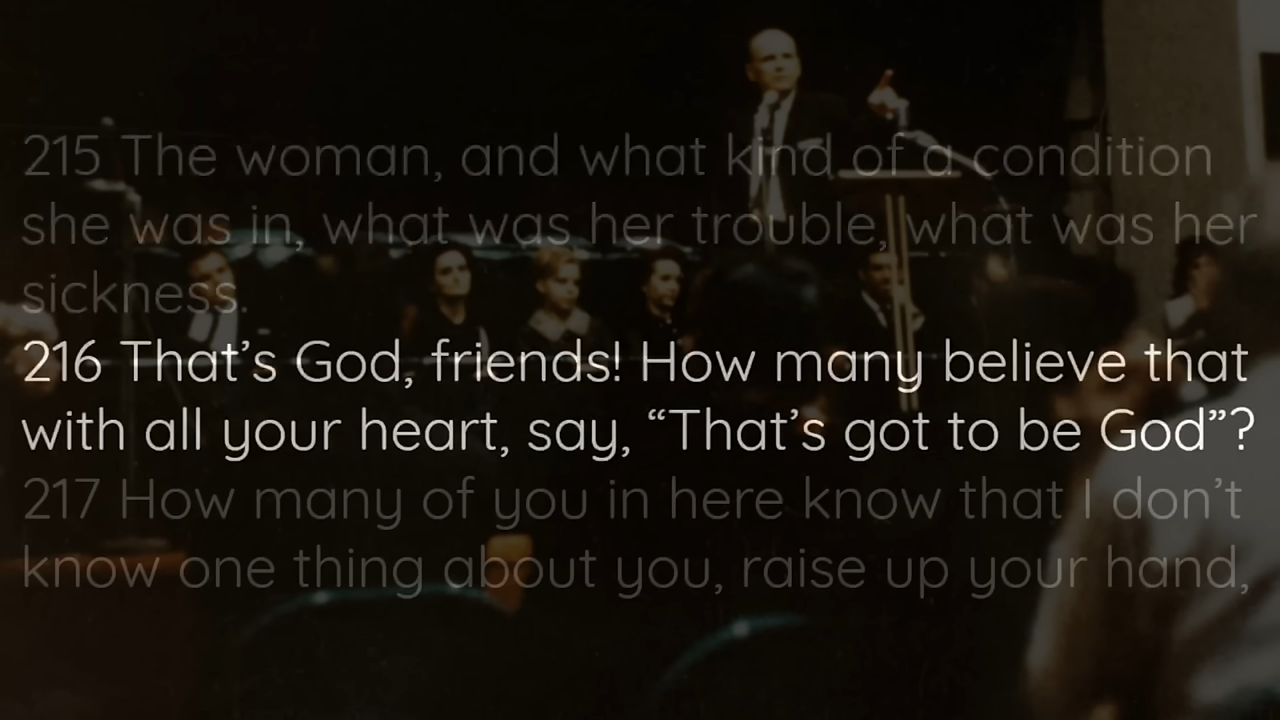 215 The woman, and what kind of a condition
she was in, what was her trouble, what was her
sickness.
216 That’s God, friends! How many believe that
with all your heart, say, “That’s got to be God”?
217 How many of you in here know that I don’t
know one thing about you, raise up your hand,